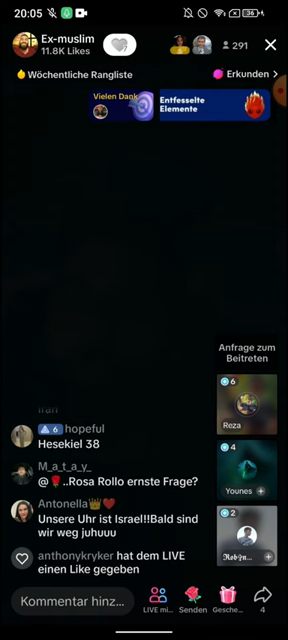 20:05
36
Ex-muslim
11.8K Likes
291
Wöchentliche Rangliste
Erkunden >
Vielen Dank
Entfesselte
Elemente
Anfrage zum
Beitreten
6
Reza
6 hopeful
Hesekiel 38
4
Younes +
M_a_t_a_y_
@🌹..Rosa Rollo ernste Frage?
Antonella👑❤️
Unsere Uhr ist Israel!!Bald sind
wir weg juhuuu
2
anthonykryker hat dem LIVE
einen Like gegeben
Kommentar hinz...
LIVE mi...
Senden
Gesche...
4